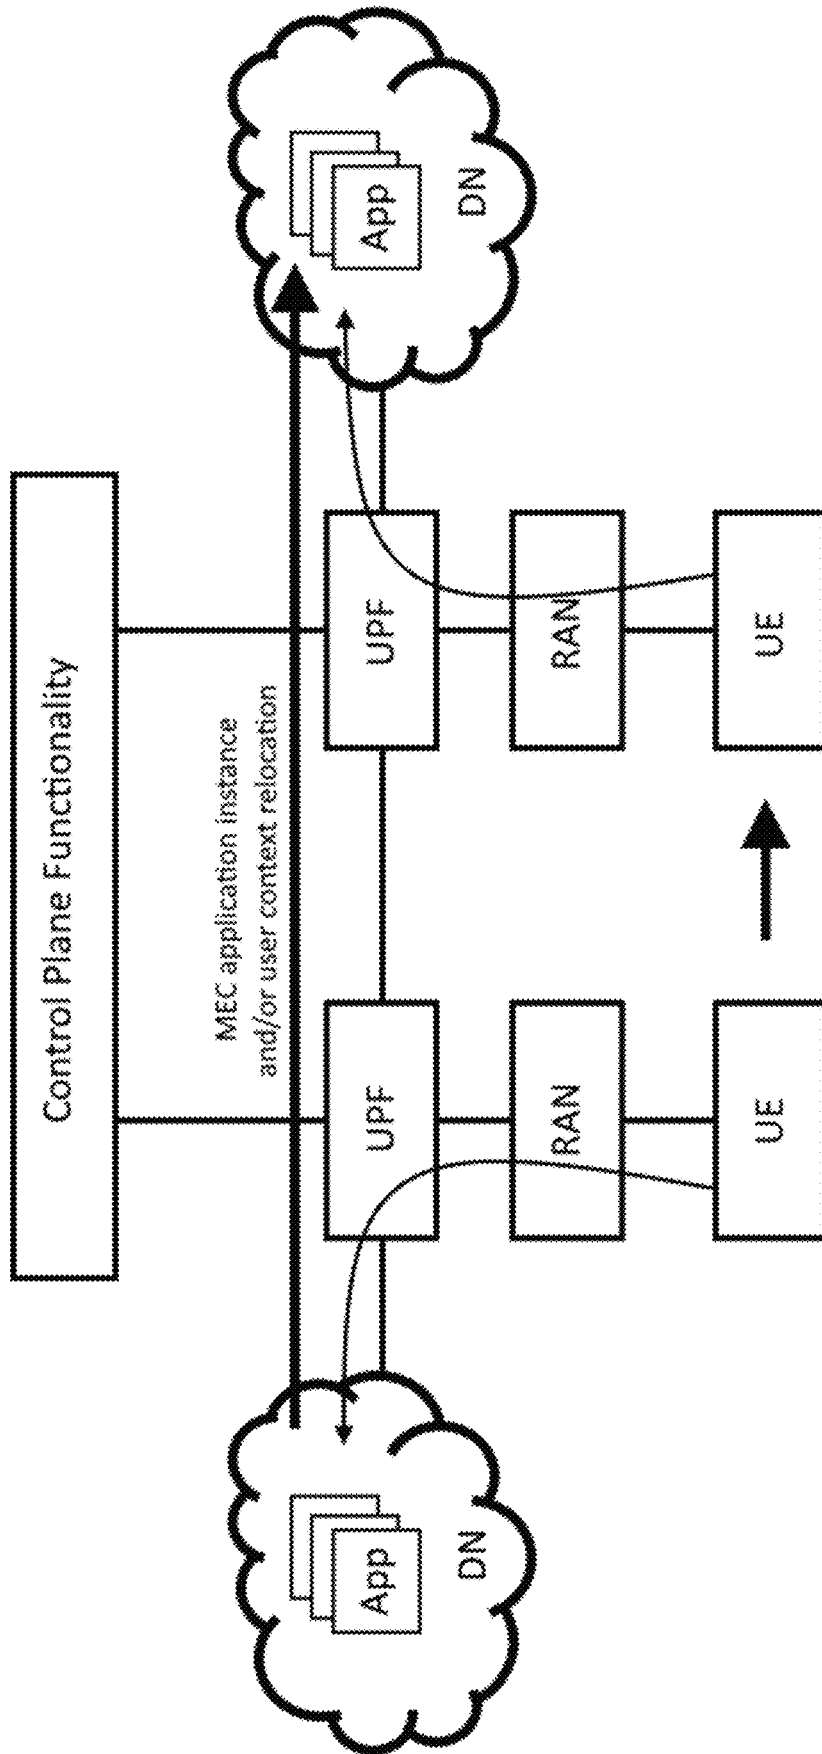 Control Plane Functionality
MEC application instance
and/or user context relocation
App
DN
UPF
UPF
App
DN
RAN
RAN
UE
UE